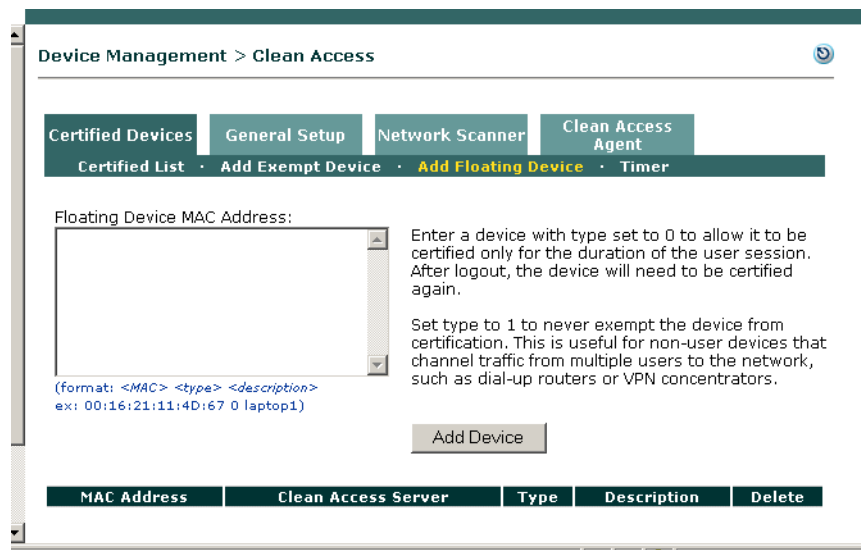 Device Management > Clean Access
Certified Devices
General Setup
Network Scanner
Clean Access
Agent
Certified List · Add Exempt Device · Add Floating Device · Timer
Floating Device MAC Address:
(format: <MAC> <type> <description>
ex: 00:16:21:11:4D:67 0 laptop1)
Enter a device with type set to 0 to allow it to be
certified only for the duration of the user session.
After logout, the device will need to be certified
again.
Set type to 1 to never exempt the device from
certification. This is useful for non-user devices that
channel traffic from multiple users to the network,
such as dial-up routers or VPN concentrators.
Add Device
MAC Address Clean Access Server Type Description Delete